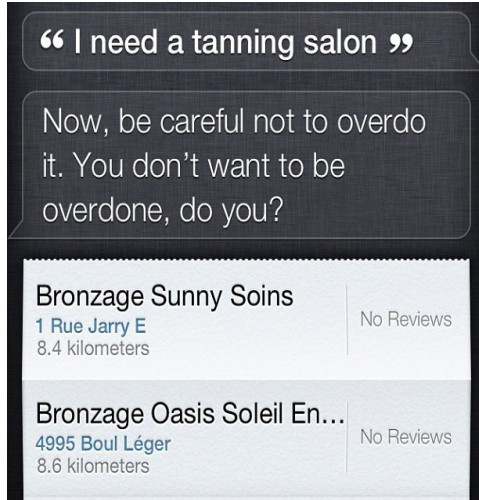 “ I need a tanning salon ”
Now, be careful not to overdo
it. You don't want to be
overdone, do you?
Bronzage Sunny Soins
1 Rue Jarry E
8.4 kilometers
No Reviews
Bronzage Oasis Soleil En...
4995 Boul Léger
8.6 kilometers
No Reviews